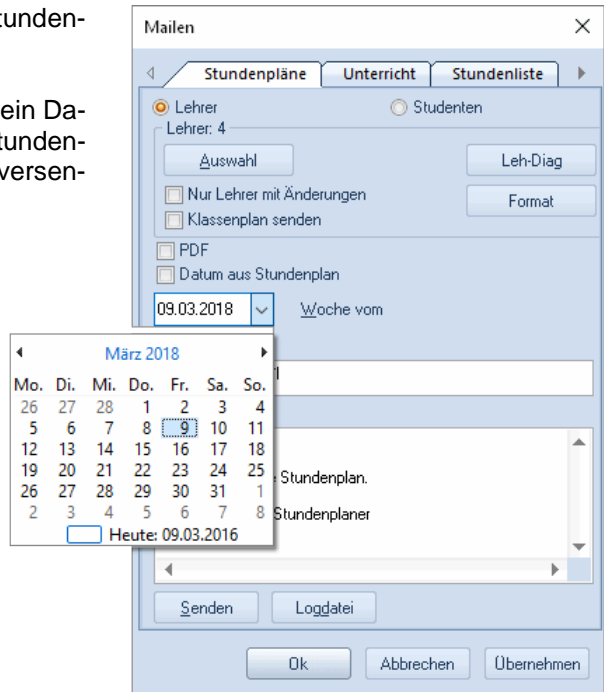 tunden-
ein Da-
tunden-
versen-
Mailen
Stundenpläne Unterricht Stundenliste
Lehrer Studenten
Lehrer: 4
Auswahl Leh-Diag
Nur Lehrer mit Änderungen
Format
Klassenplan senden
PDF
Datum aus Stundenplan
09.03.2018 Woche vom
März 2018
Mo. Di. Mi. Do. Fr. Sa. So.
26 27 28 1 2 3 4
5 6 7 8 9 10 11
12 13 14 15 16 17 18
19 20 21 22 23 24 25
26 27 28 29 30 31 1
2 3 4 5 6 7 8
Heute: 09.03.2016
Stundenplan.
Stundenplaner
Senden Logdatei
Ok Abbrechen Übernehmen